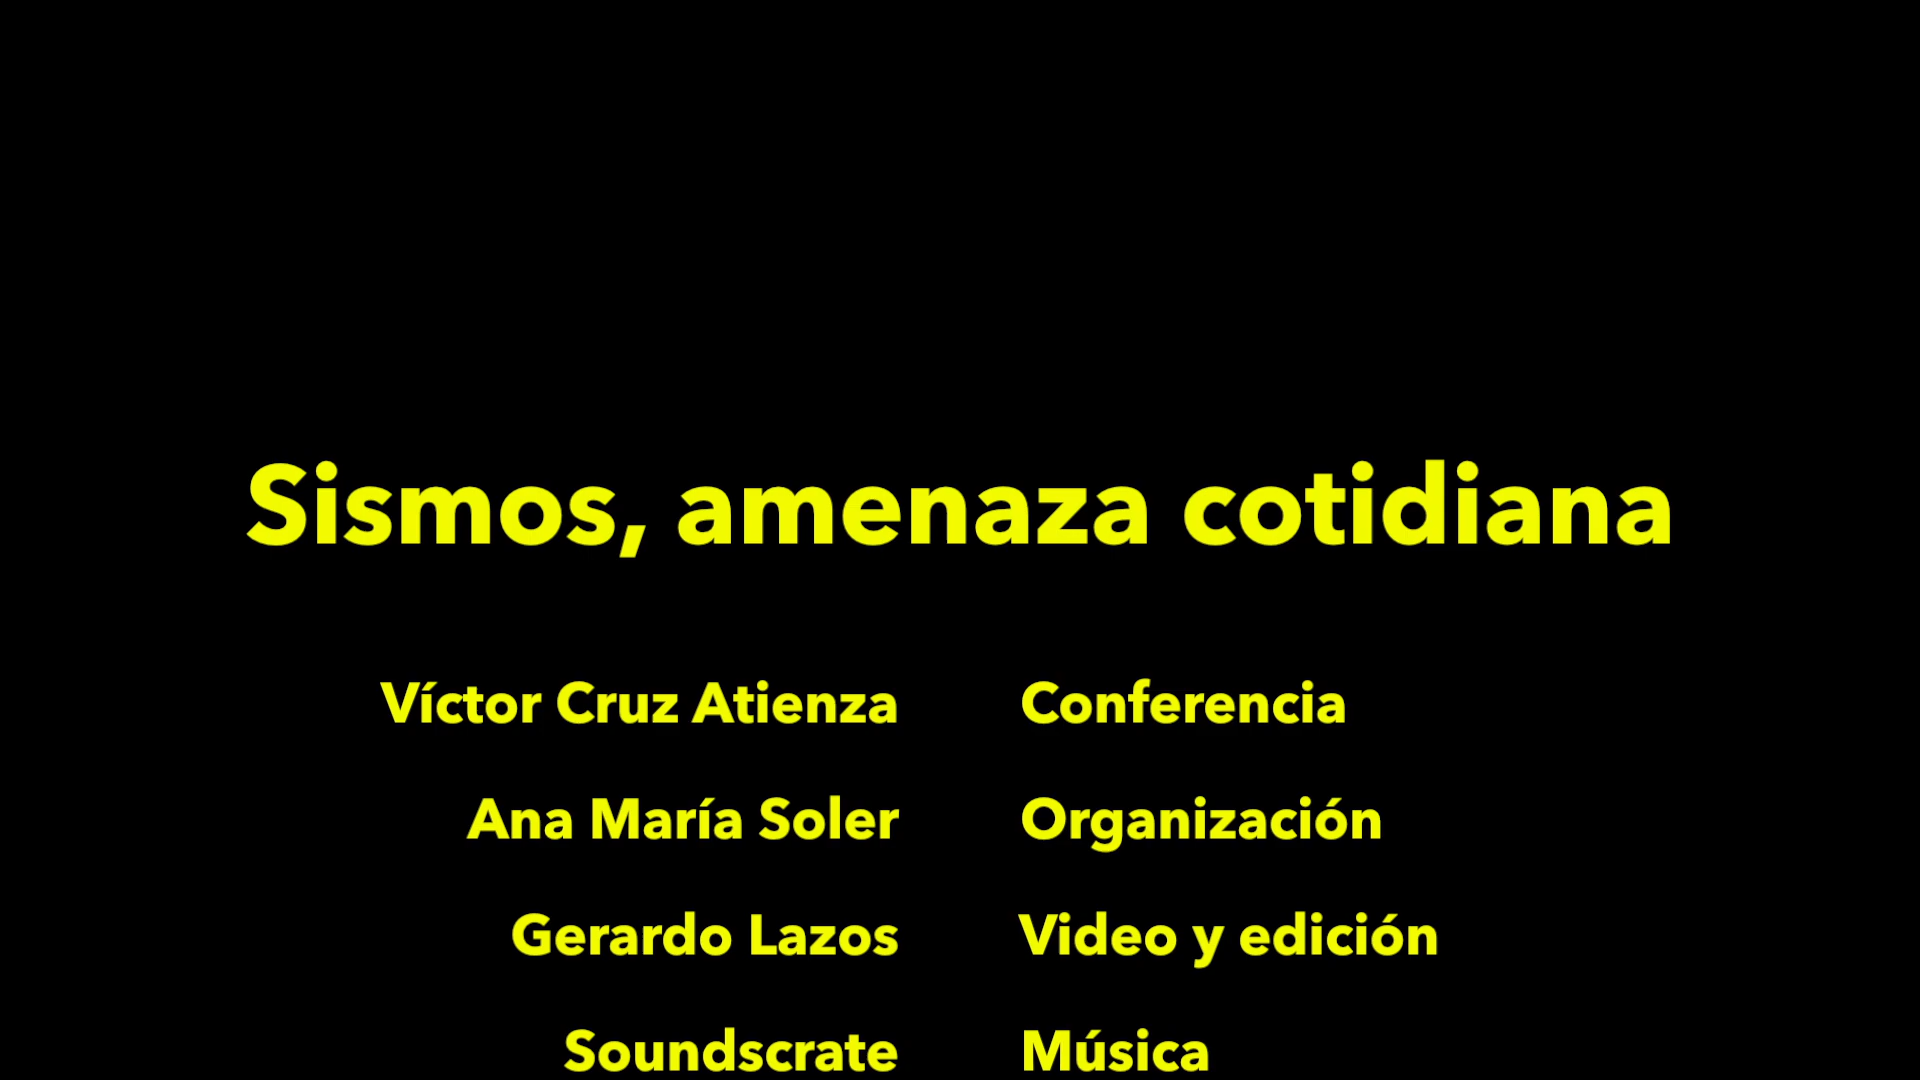 Sismos, amenaza cotidiana
Víctor Cruz Atienza Conferencia
Ana María Soler Organización
Gerardo Lazos Video y edición
Soundscrate Música